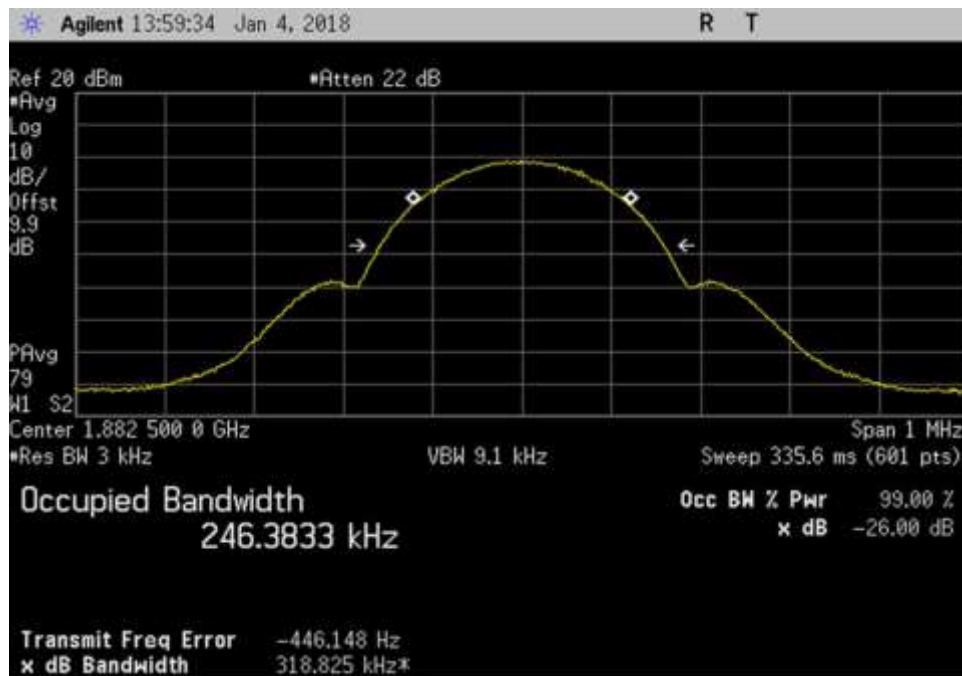 Agilent 13:59:34 Jan 4, 2018 R T
Ref 20 dBm #Atten 22 dB
#Avg
Log
10
dB/
Offst
9.9
dB
PAvg
79
W1 S2
Center 1.882 500 0 GHz Span 1 MHz
#Res BW 3 kHz VBW 9.1 kHz Sweep 335.6 ms (601 pts)
Occupied Bandwidth Occ BW % Pwr 99.00 %
246.3833 kHz x dB -26.00 dB
Transmit Freq Error -446.148 Hz
x dB Bandwidth 318.825 kHz*